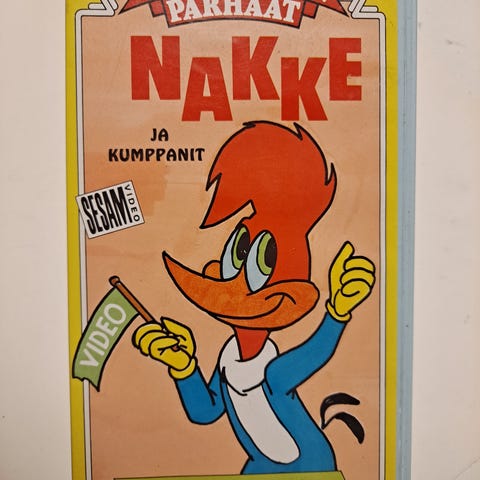 PARHAAT
NAKKE
JA
KUMPPANIT
SESAM
VIDEO
VIDEO